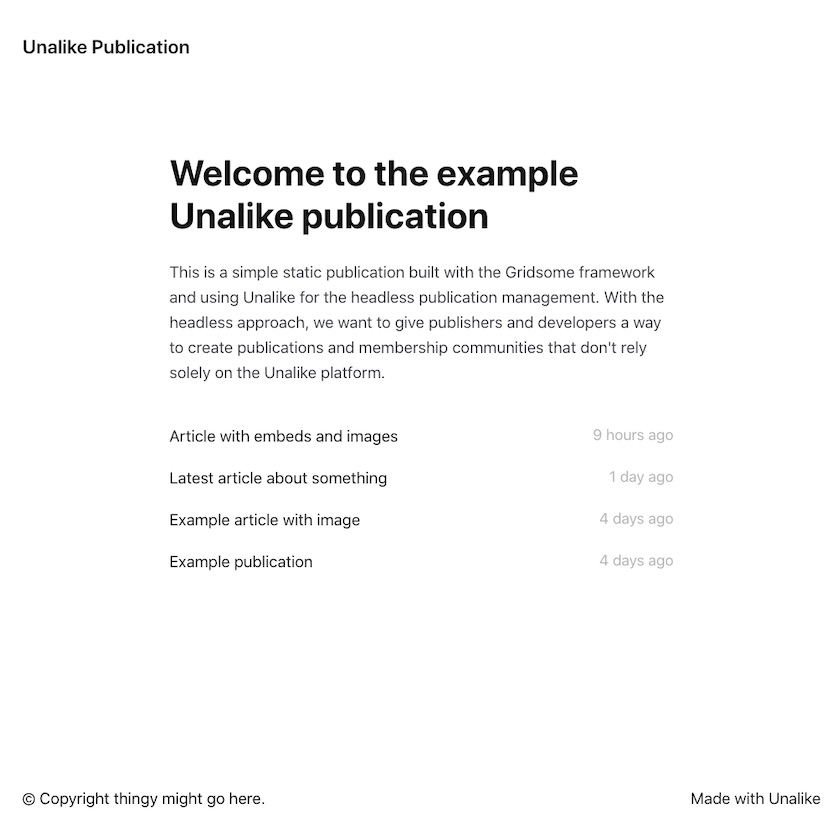 Unalike Publication
Welcome to the example
Unalike publication
This is a simple static publication built with the Gridsome framework
and using Unalike for the headless publication management. With the
headless approach, we want to give publishers and developers a way
to create publications and membership communities that don't rely
solely on the Unalike platform.
Article with embeds and images 9 hours ago
Latest article about something 1 day ago
Example article with image 4 days ago
Example publication 4 days ago
© Copyright thingy might go here. Made with Unalike